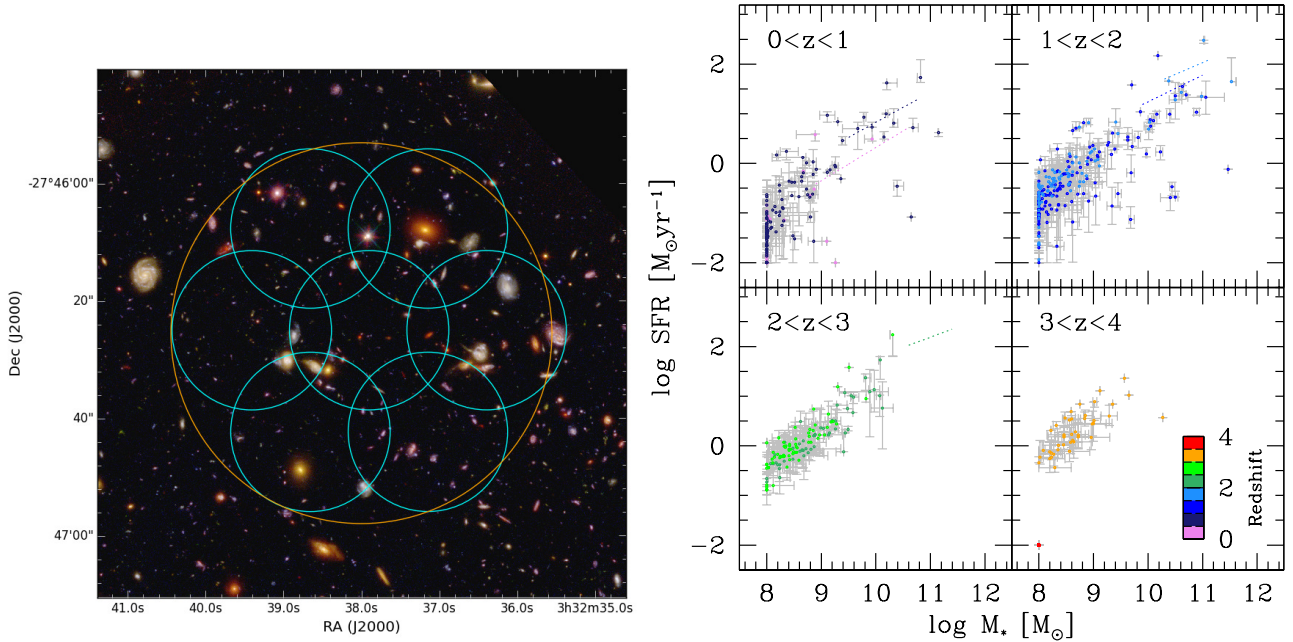 Dec (J2000)
-27°46'00"
20"
40"
47'00"
41.0s 40.0s 39.0s 38.0s 37.0s 36.0s 3h32m35.0s
RA (J2000)
log SFR [M⊙yr⁻¹]
0<z<1
1<z<2
2
0
−2
2<z<3
3<z<4
2
0
−2
4
2
0
Redshift
8 9 10 11 12 8 9 10 11 12
log M* [M⊙]